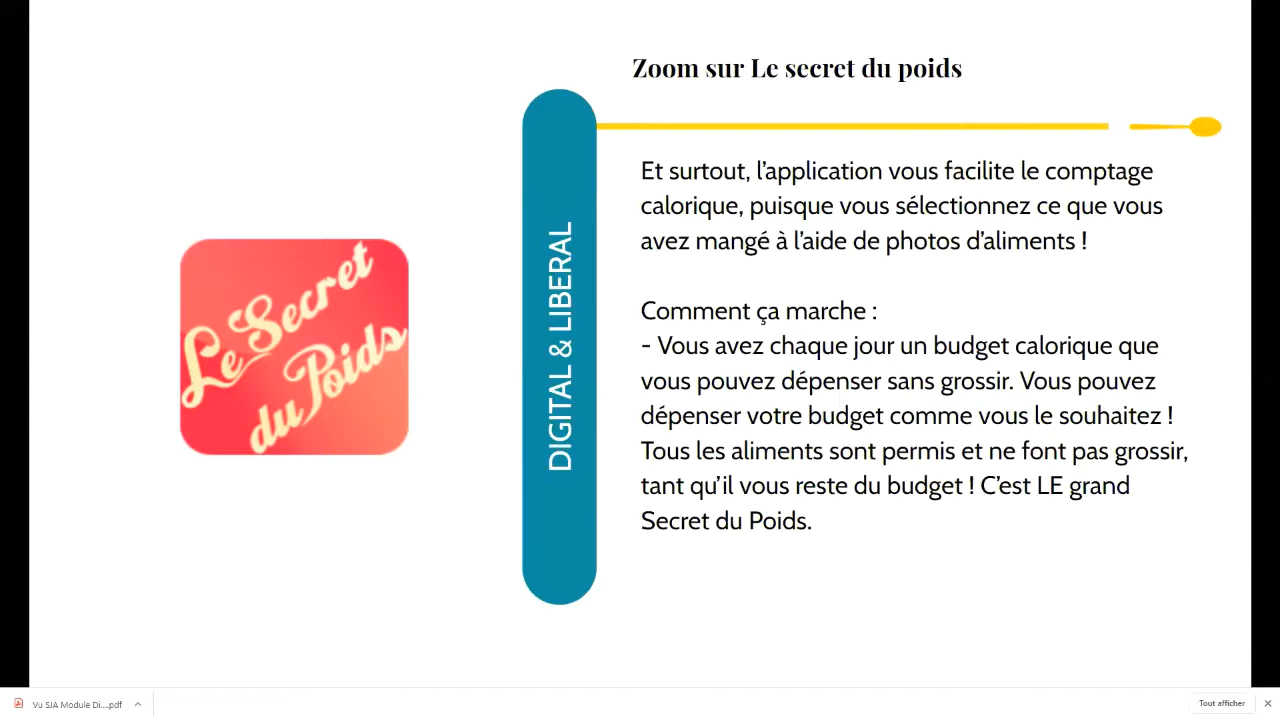 Zoom sur Le secret du poids
Et surtout, l’application vous facilite le comptage
calorique, puisque vous sélectionnez ce que vous
avez mangé à l’aide de photos d’aliments !
Comment ça marche :
- Vous avez chaque jour un budget calorique que
vous pouvez dépenser sans grossir. Vous pouvez
dépenser votre budget comme vous le souhaitez !
Tous les aliments sont permis et ne font pas grossir,
tant qu’il vous reste du budget ! C’est LE grand
Secret du Poids.
DIGITAL & LIBERAL
Le Secret
du Poids
Vu SJA Module Di....pdf
Tout afficher